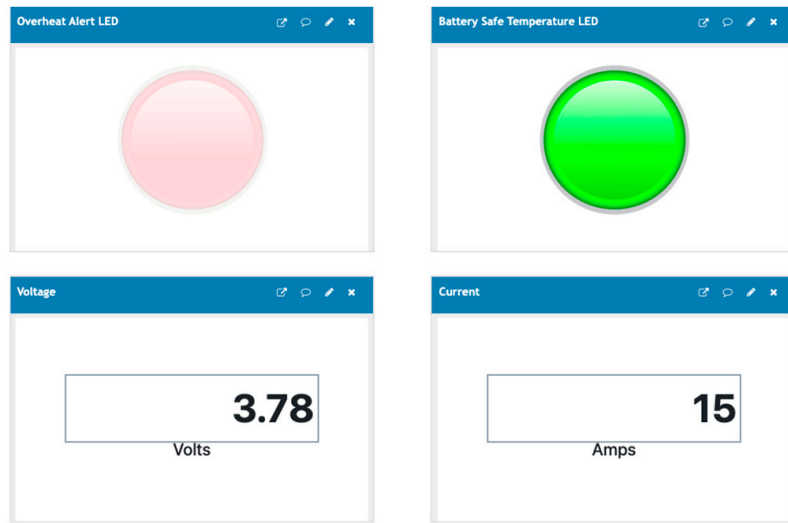 Overheat Alert LED
Battery Safe Temperature LED
Voltage
3.78
Volts
Current
15
Amps